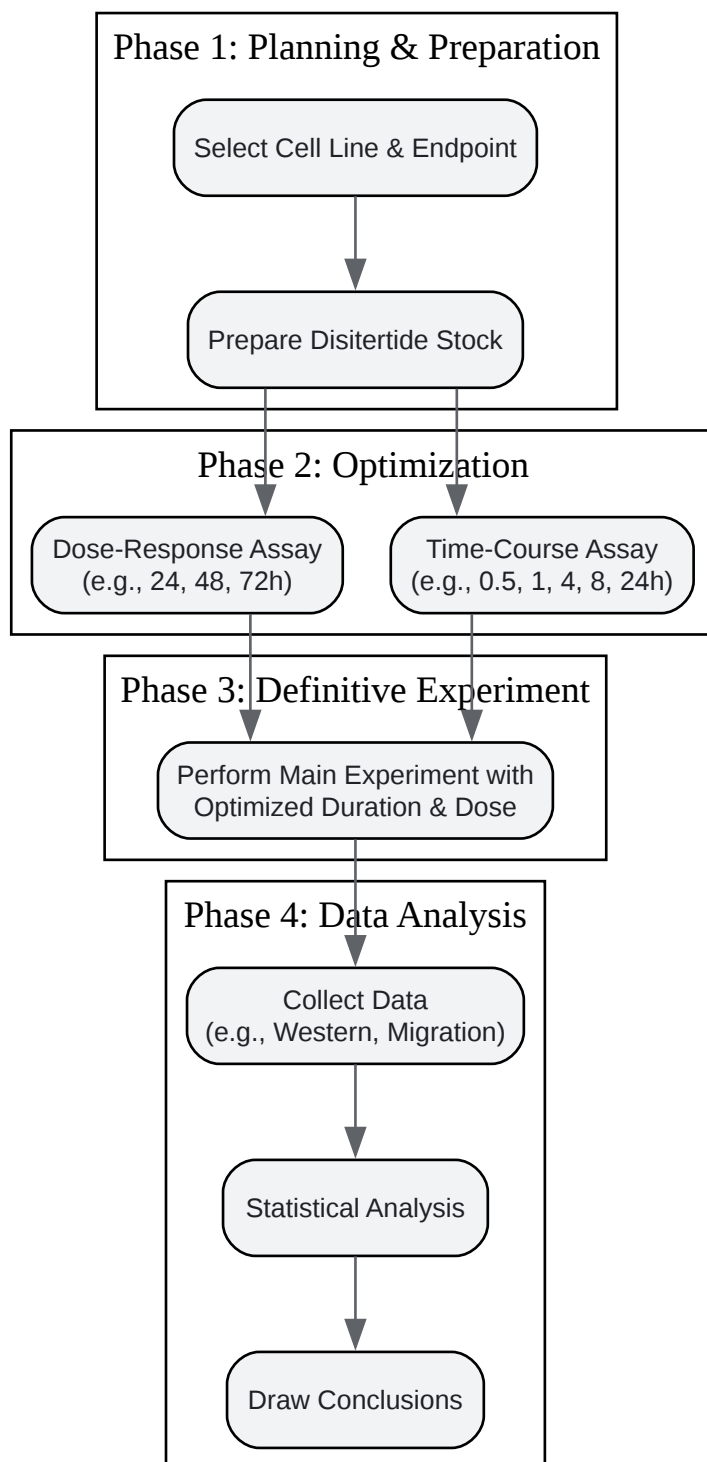 Phase 1: Planning & Preparation
Select Cell Line & Endpoint
Prepare Disitertide Stock
Phase 2: Optimization
Dose-Response Assay
(e.g., 24, 48, 72h)
Time-Course Assay
(e.g., 0.5, 1, 4, 8, 24h)
Phase 3: Definitive Experiment
Perform Main Experiment with
Optimized Duration & Dose
Phase 4: Data Analysis
Collect Data
(e.g., Western, Migration)
Statistical Analysis
Draw Conclusions